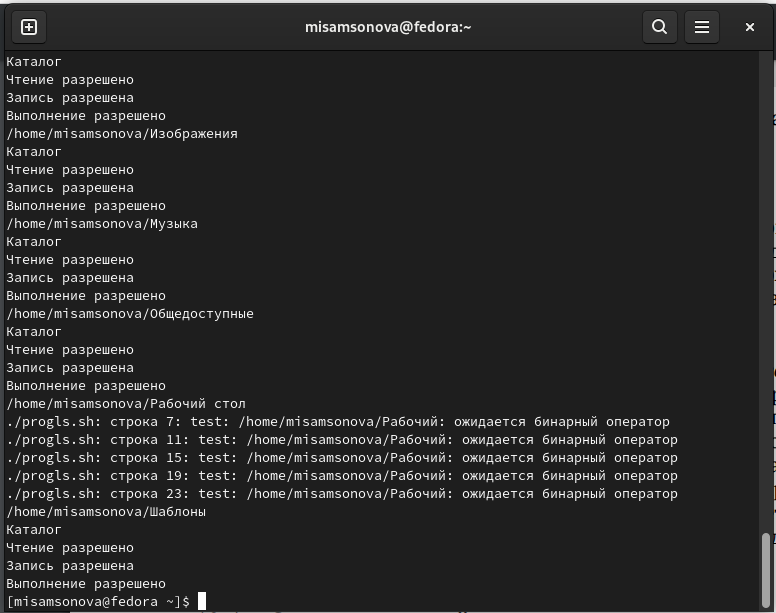 misamsonova@fedora:~
Каталог
Чтение разрешено
Запись разрешена
Выполнение разрешено
/home/misamsonova/Изображения
Каталог
Чтение разрешено
Запись разрешена
Выполнение разрешено
/home/misamsonova/Музыка
Каталог
Чтение разрешено
Запись разрешена
Выполнение разрешено
/home/misamsonova/Общедоступные
Каталог
Чтение разрешено
Запись разрешена
Выполнение разрешено
/home/misamsonova/Рабочий стол
./progls.sh: строка 7: test: /home/misamsonova/Рабочий: ожидается бинарный оператор
./progls.sh: строка 11: test: /home/misamsonova/Рабочий: ожидается бинарный оператор
./progls.sh: строка 15: test: /home/misamsonova/Рабочий: ожидается бинарный оператор
./progls.sh: строка 19: test: /home/misamsonova/Рабочий: ожидается бинарный оператор
./progls.sh: строка 23: test: /home/misamsonova/Рабочий: ожидается бинарный оператор
/home/misamsonova/Шаблоны
Каталог
Чтение разрешено
Запись разрешена
Выполнение разрешено
[misamsonova@fedora ~]$